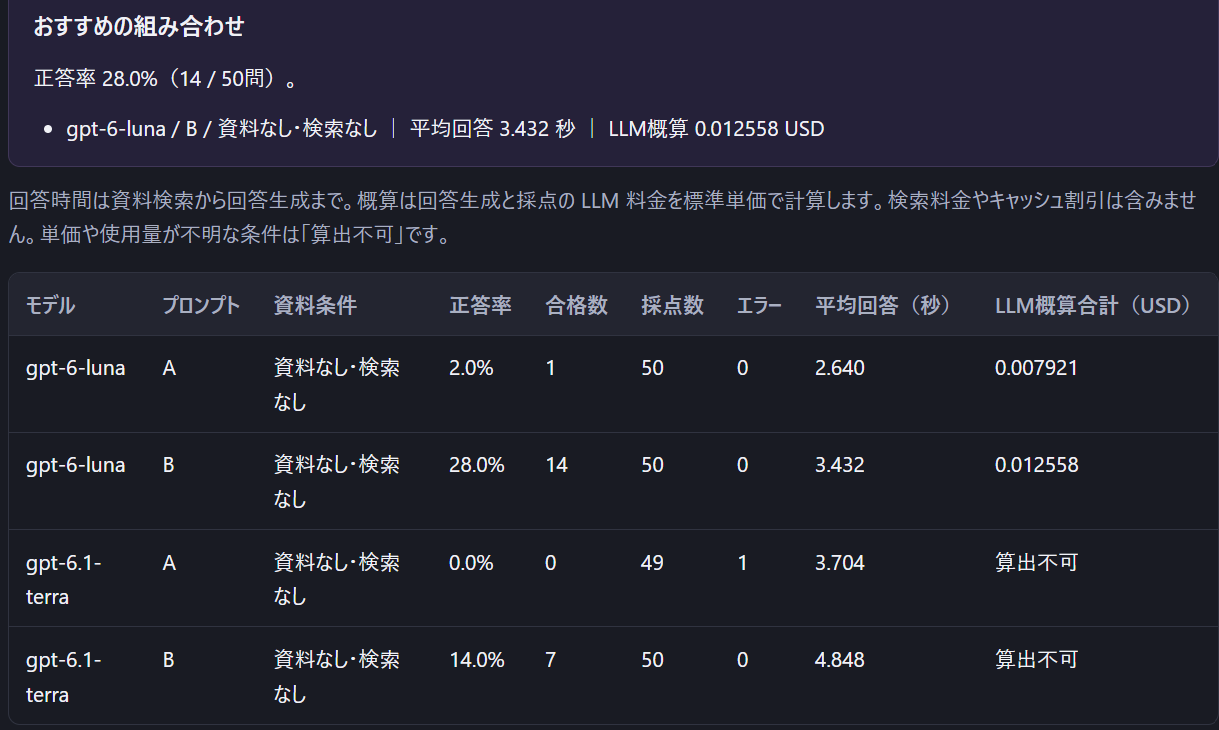 おすすめの組み合わせ
正答率 28.0%（14 / 50問）。
• gpt-6-luna / B / 資料なし・検索なし ｜ 平均回答 3.432 秒 ｜ LLM概算 0.012558 USD
回答時間は資料検索から回答生成まで。概算は回答生成と採点の LLM 料金を標準単価で計算します。検索料金やキャッシュ割引は含みませ
ん。単価や使用量が不明な条件は「算出不可」です。
モデル プロンプト 資料条件 正答率 合格数 採点数 エラー 平均回答（秒） LLM概算合計（USD）
gpt-6-luna A 資料なし・検索 2.0% 1 50 0 2.640 0.007921
なし
gpt-6-luna B 資料なし・検索 28.0% 14 50 0 3.432 0.012558
なし
gpt-6.1- A 資料なし・検索 0.0% 0 49 1 3.704 算出不可
terra なし
gpt-6.1- B 資料なし・検索 14.0% 7 50 0 4.848 算出不可
terra なし